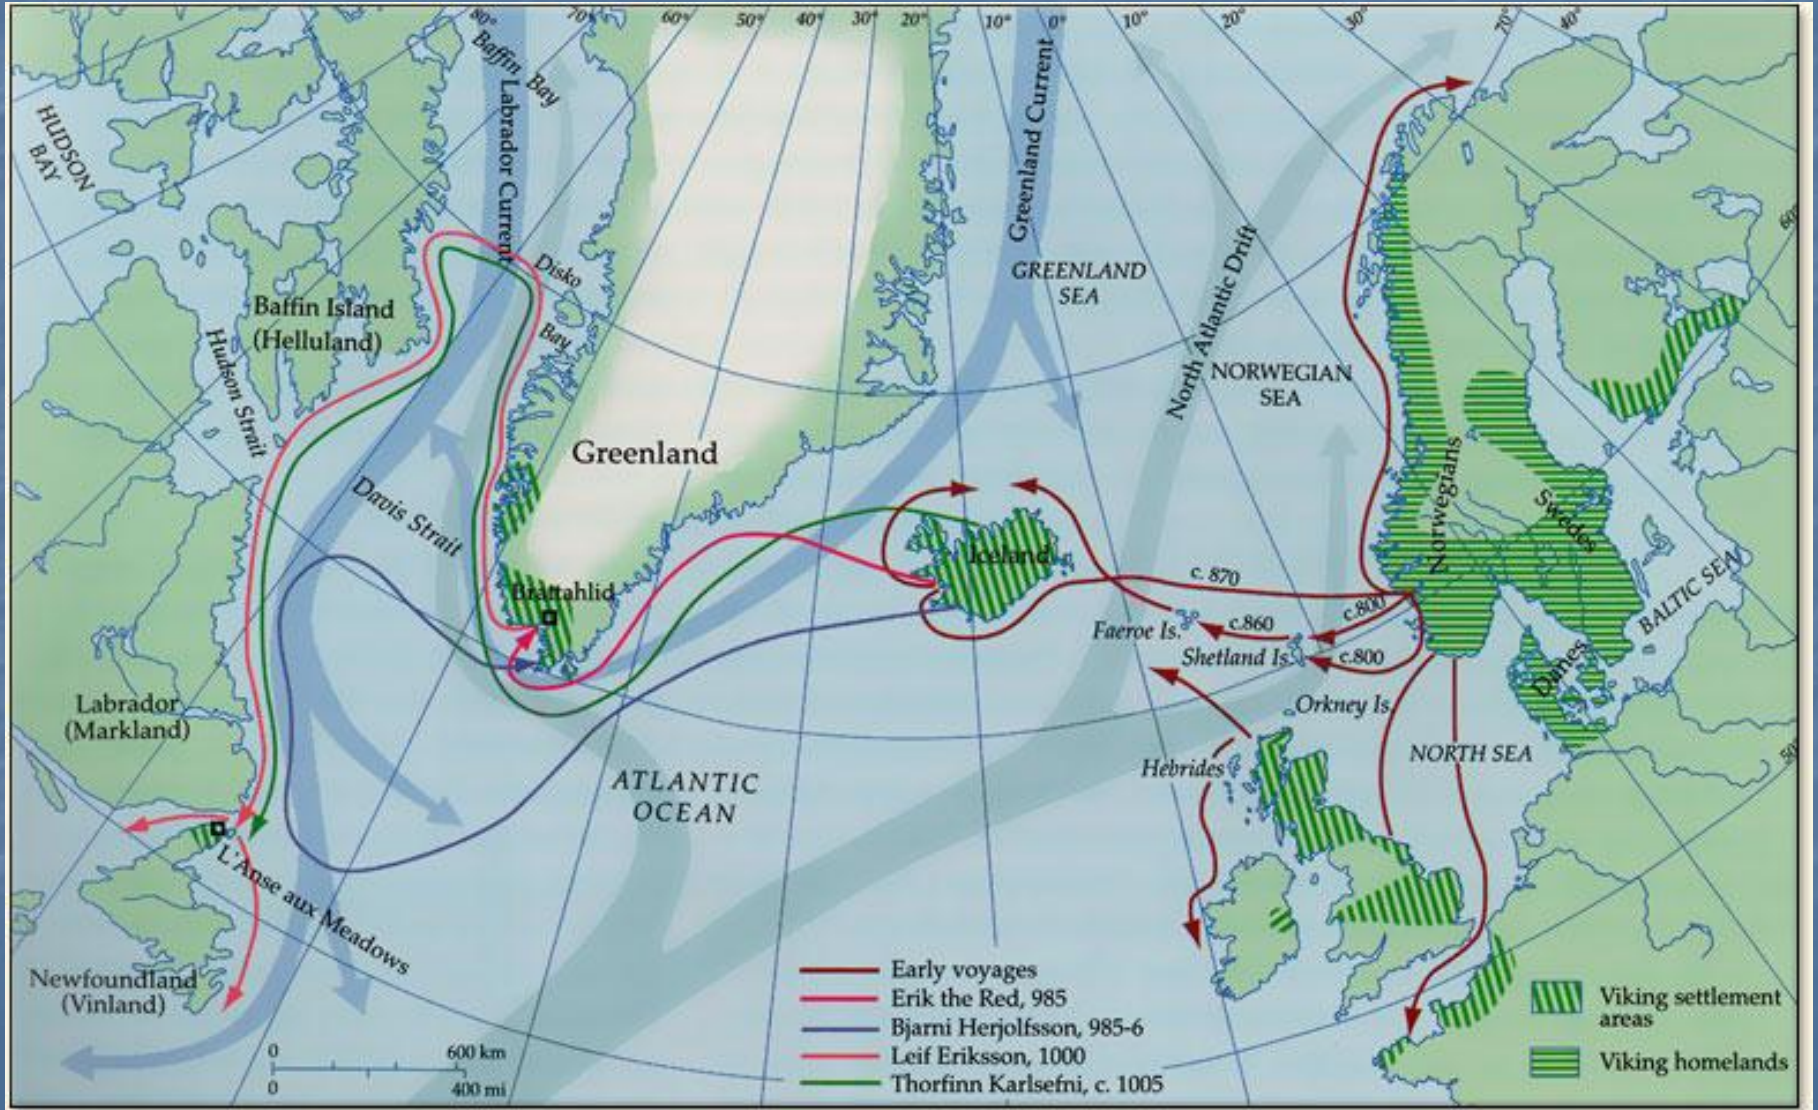 80°
70°
60°
50°
40°
30°
20°
10°
0°
10°
20°
30°
70°
40°
Baffin Bay
Labrador Current
Greenland Current
HUDSON
BAY
60°
North Atlantic Drift
GREENLAND
SEA
Disko
Bay
Baffin Island
(Helluland)
Hudson Strait
NORWEGIAN
SEA
Greenland
Norwegians
Swedes
Davis Strait
Iceland
Brattahlid
c. 870
c.800
c.860
c.800
Faeroe Is.
Shetland Is.
BALTIC SEA
Danes
Orkney Is.
Labrador
(Markland)
NORTH SEA
Hebrides
50°
ATLANTIC
OCEAN
L'Anse aux Meadows
Newfoundland
(Vinland)
Early voyages
Erik the Red, 985
Bjarni Herjolfsson, 985-6
Leif Eriksson, 1000
Thorfinn Karlsefni, c. 1005
Viking settlement
areas
Viking homelands
0
600 km
0
400 mi